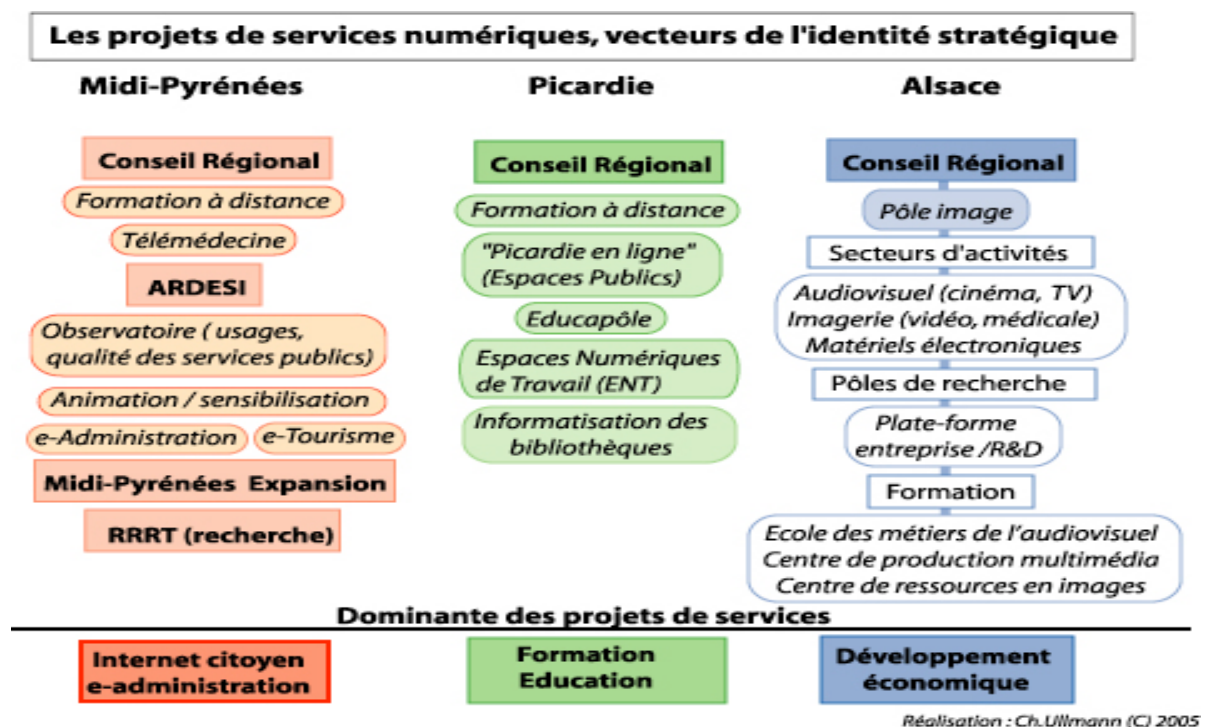 Les projets de services numériques, vecteurs de l'identité stratégique
Midi-Pyrénées
Conseil Régional
Formation à distance
Télémédecine
ARDESI
Observatoire ( usages,
qualité des services publics)
Animation / sensibilisation
e-Administration
e-Tourisme
Midi-Pyrénées Expansion
RRRT (recherche)
Picardie
Conseil Régional
Formation à distance
"Picardie en ligne"
(Espaces Publics)
Educapôle
Espaces Numériques
de Travail (ENT)
Informatisation des
bibliothèques
Alsace
Conseil Régional
Pôle image
Secteurs d'activités
Audiovisuel (cinéma, TV)
Imagerie (vidéo, médicale)
Matériels électroniques
Pôles de recherche
Plate-forme
entreprise /R&D
Formation
Ecole des métiers de l'audiovisuel
Centre de production multimédia
Centre de ressources en images
Dominante des projets de services
Internet citoyen
e-administration
Formation
Education
Développement
économique
Réalisation : Ch.Ullmann (C) 2005